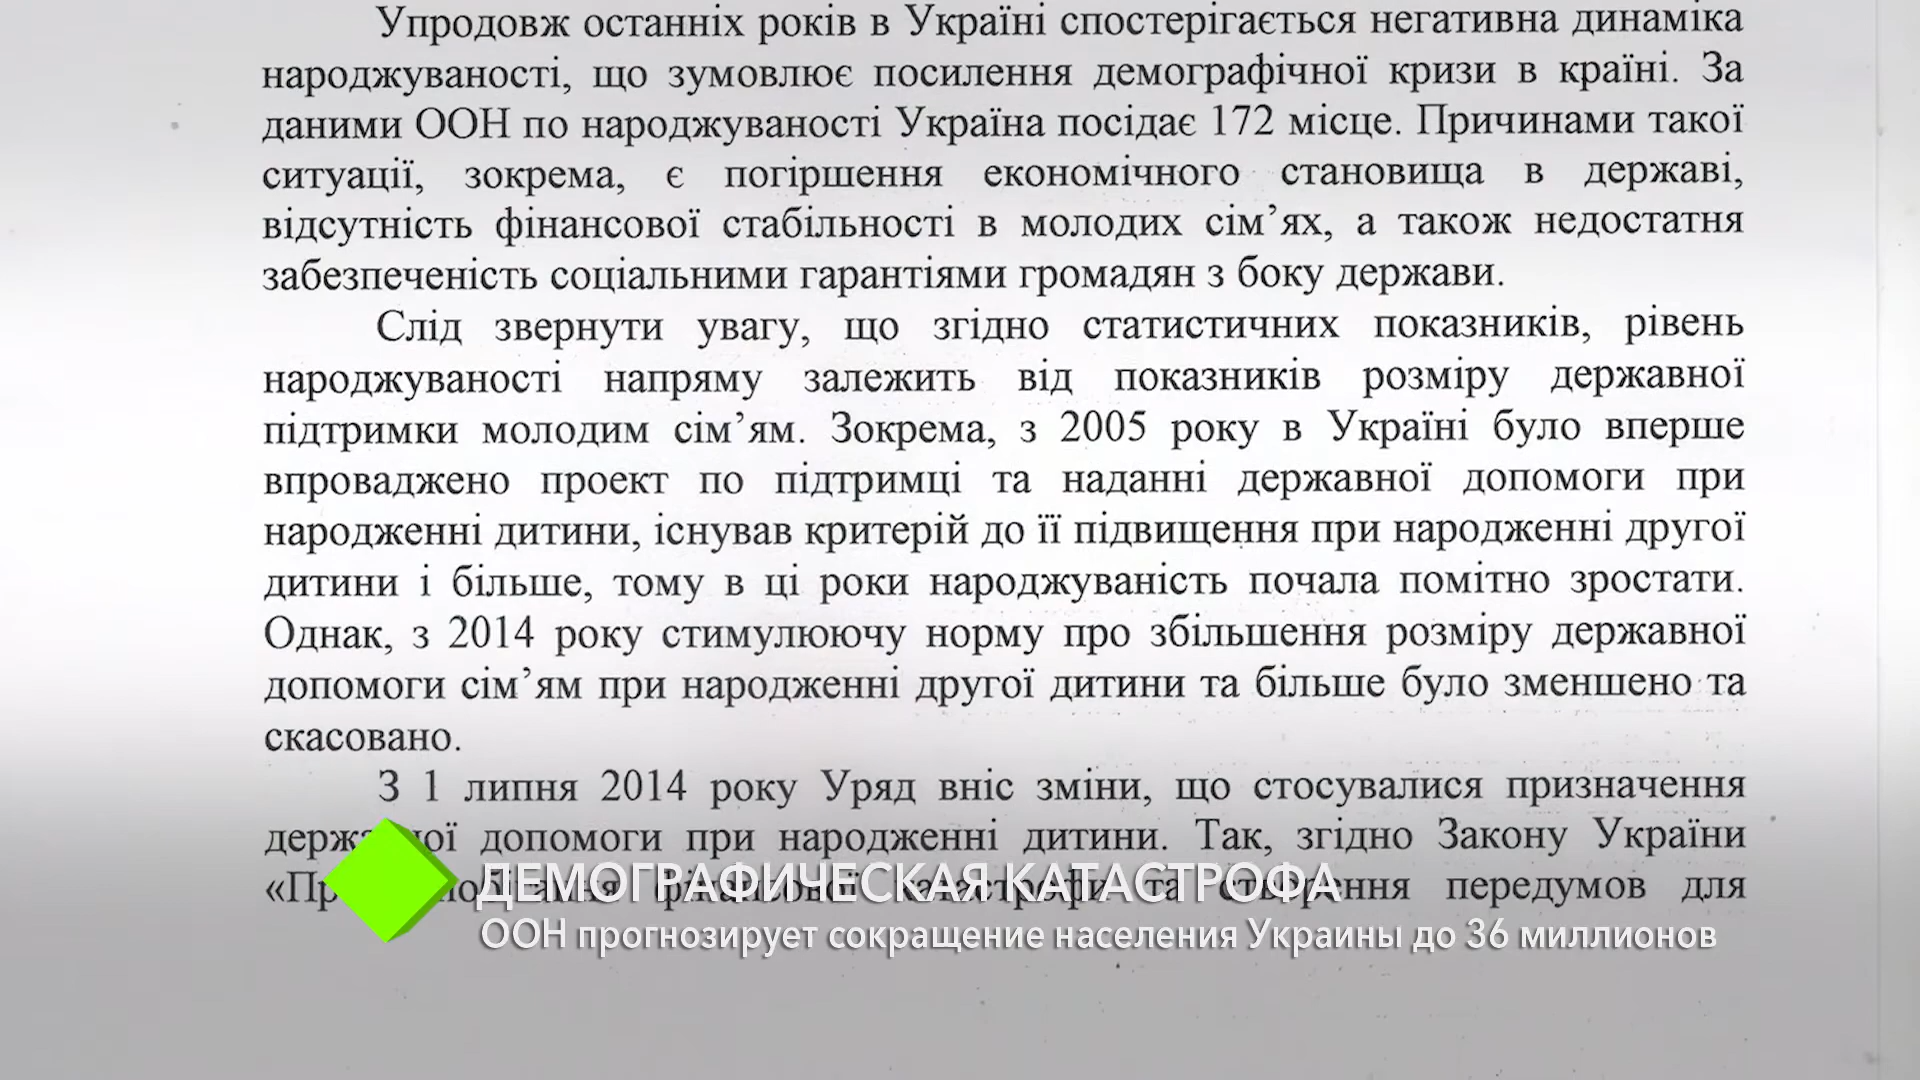 Упродовж останніх років в Україні спостерігається негативна динаміка
народжуваності, що зумовлює посилення демографічної кризи в країні. За
даними ООН по народжуваності Україна посідає 172 місце. Причинами такої
ситуації, зокрема, є погіршення економічного становища в державі,
відсутність фінансової стабільності в молодих сім’ях, а також недостатня
забезпеченість соціальними гарантіями громадян з боку держави.
Слід звернути увагу, що згідно статистичних показників, рівень
народжуваності напряму залежить від показників розміру державної
підтримки молодим сім’ям. Зокрема, з 2005 року в Україні було вперше
впроваджено проект по підтримці та наданні державної допомоги при
народженні дитини, існував критерій до її підвищення при народженні другої
дитини і більше, тому в ці роки народжуваність почала помітно зростати.
Однак, з 2014 року стимулюючу норму про збільшення розміру державної
допомоги сім’ям при народженні другої дитини та більше було зменшено та
скасовано.
З 1 липня 2014 року Уряд вніс зміни, що стосувалися призначення
допомоги при народженні дитини. Так, згідно Закону України
фінансової катастрофи та створення передумов для
ДЕМОГРАФИЧЕСКАЯ КАТАСТРОФА
ООН прогнозирует сокращение населения Украины до 36 миллионов